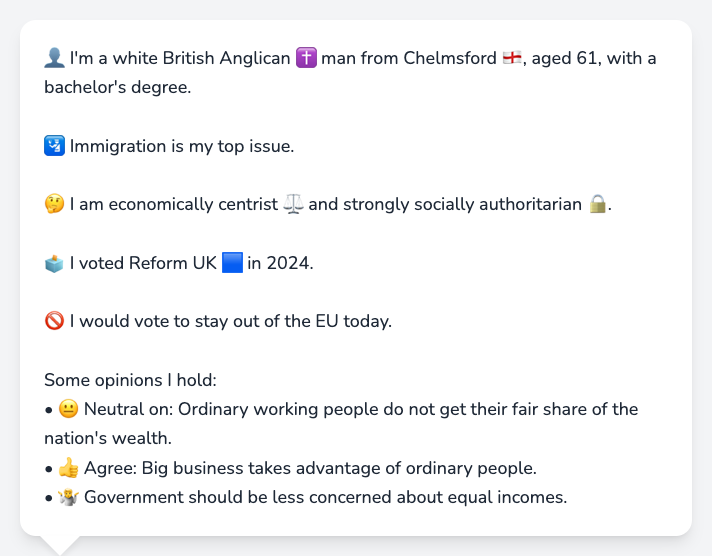 👤 I'm a white British Anglican ✝️ man from Chelmsford 🏴󠁧󠁢󠁥󠁮󠁧󠁿, aged 61, with a
bachelor's degree.
🛂 Immigration is my top issue.
🤔 I am economically centrist ⚖️ and strongly socially authoritarian 🔒.
🗳️ I voted Reform UK 🟦 in 2024.
🚫 I would vote to stay out of the EU today.
Some opinions I hold:
• 😐 Neutral on: Ordinary working people do not get their fair share of the
nation's wealth.
• 👍 Agree: Big business takes advantage of ordinary people.
• 🤷 Government should be less concerned about equal incomes.